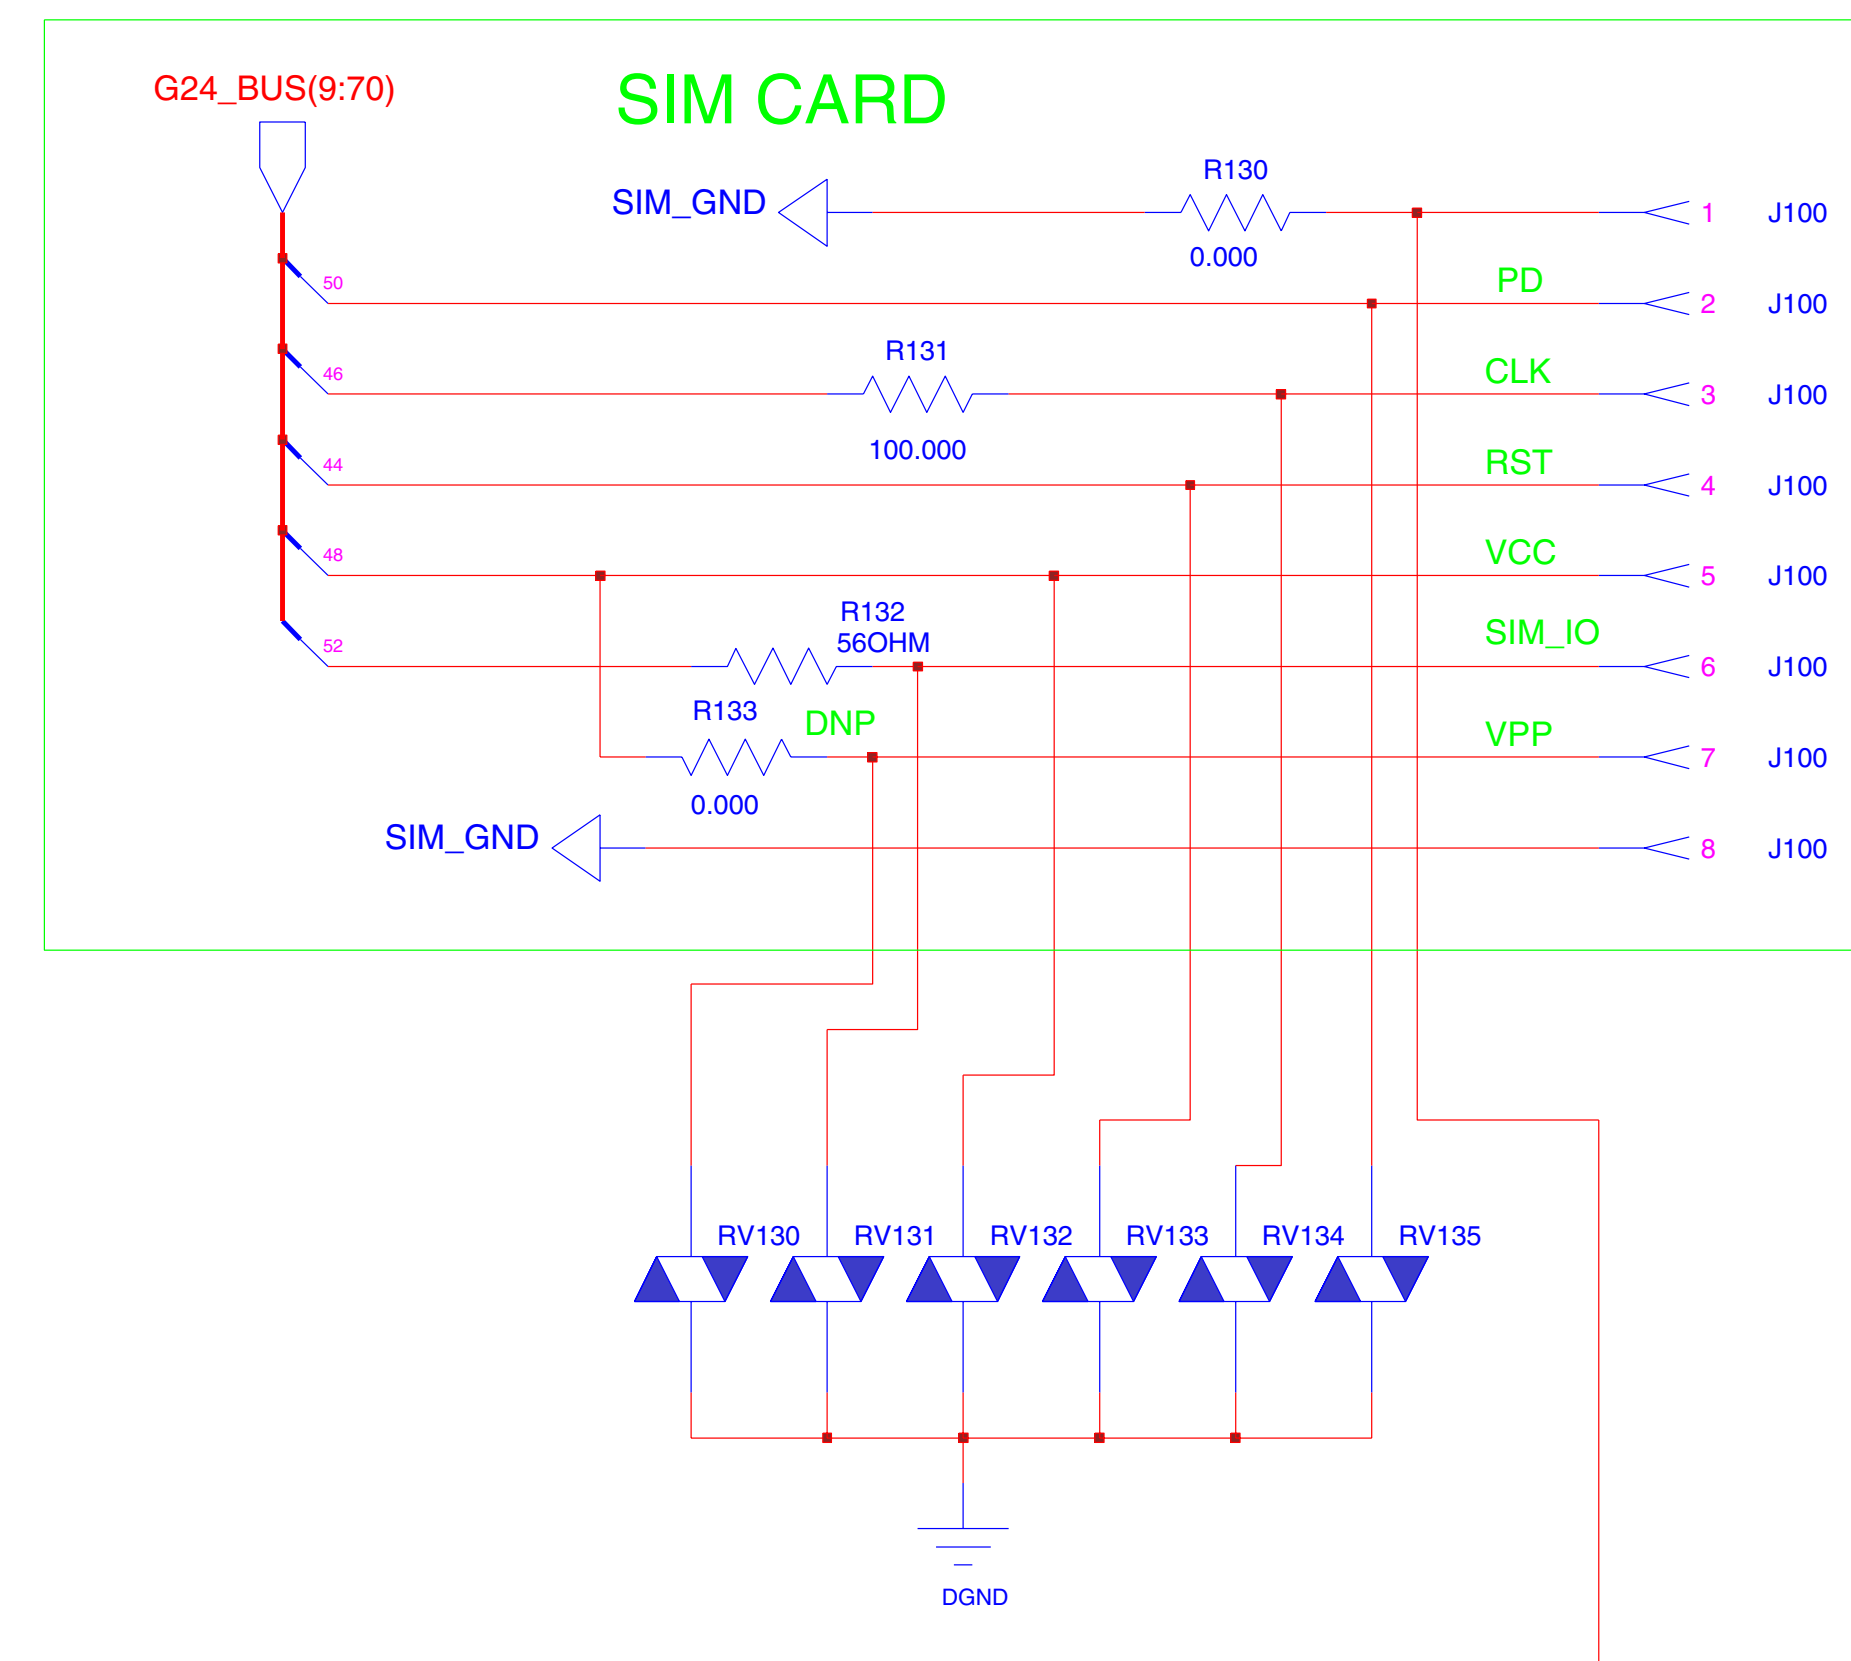 G24_BUS(9:70)
SIM CARD
R130
SIM_GND
1 J100
0.000
50
PD
2 J100
R131
46
CLK
3 J100
100.000
44
RST
4 J100
48
VCC
5 J100
R132
56OHM
52
SIM_IO
6 J100
R133
DNP
VPP
7 J100
0.000
SIM_GND
8 J100
RV130 RV131 RV132 RV133 RV134 RV135
DGND